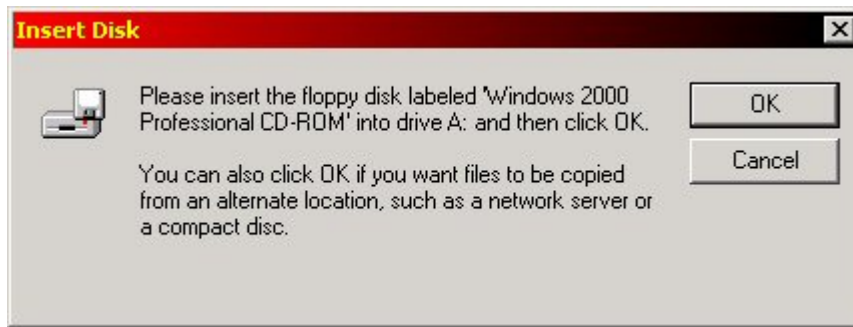 Insert Disk
Please insert the floppy disk labeled 'Windows 2000
Professional CD-ROM' into drive A: and then click OK.
You can also click OK if you want files to be copied
from an alternate location, such as a network server or
a compact disc.
OK
Cancel